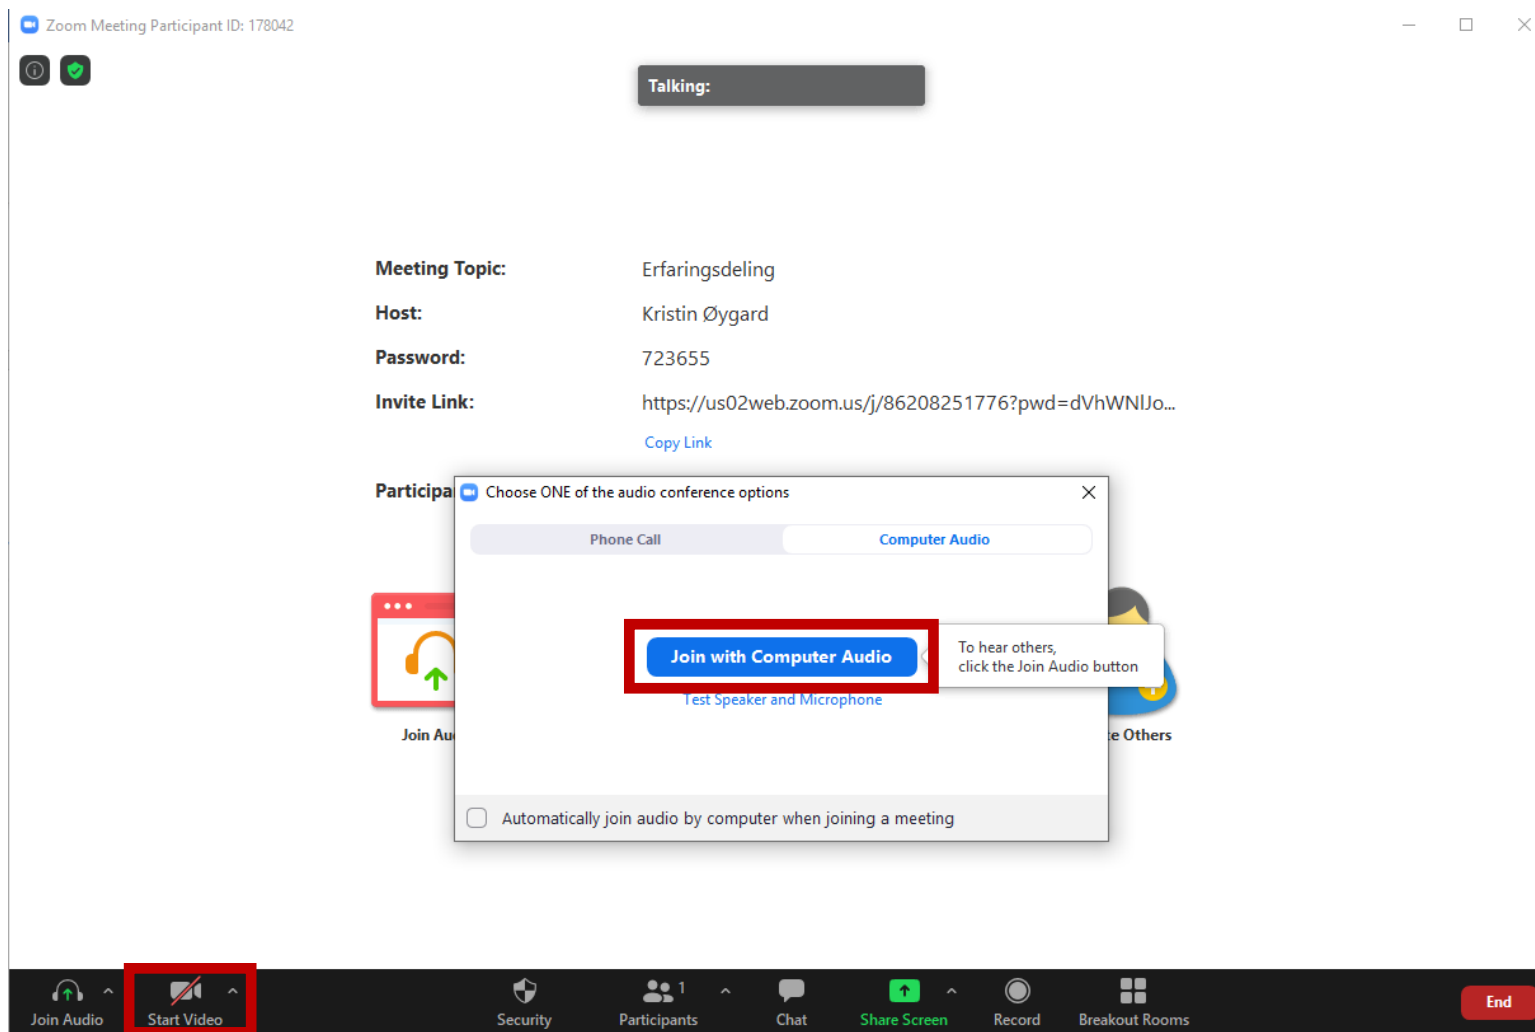 Zoom Meeting Participant ID: 178042
Talking:
Meeting Topic: Erfaringsdeling
Host: Kristin Øygard
Password: 723655
Invite Link: https://us02web.zoom.us/j/86208251776?pwd=dVhWNlJo...
Copy Link
Participa
Choose ONE of the audio conference options
Phone Call Computer Audio
Join with Computer Audio
To hear others,
click the Join Audio button
Test Speaker and Microphone
Join Au
e Others
Automatically join audio by computer when joining a meeting
Join Audio Start Video Security Participants 1 Chat Share Screen Record Breakout Rooms End